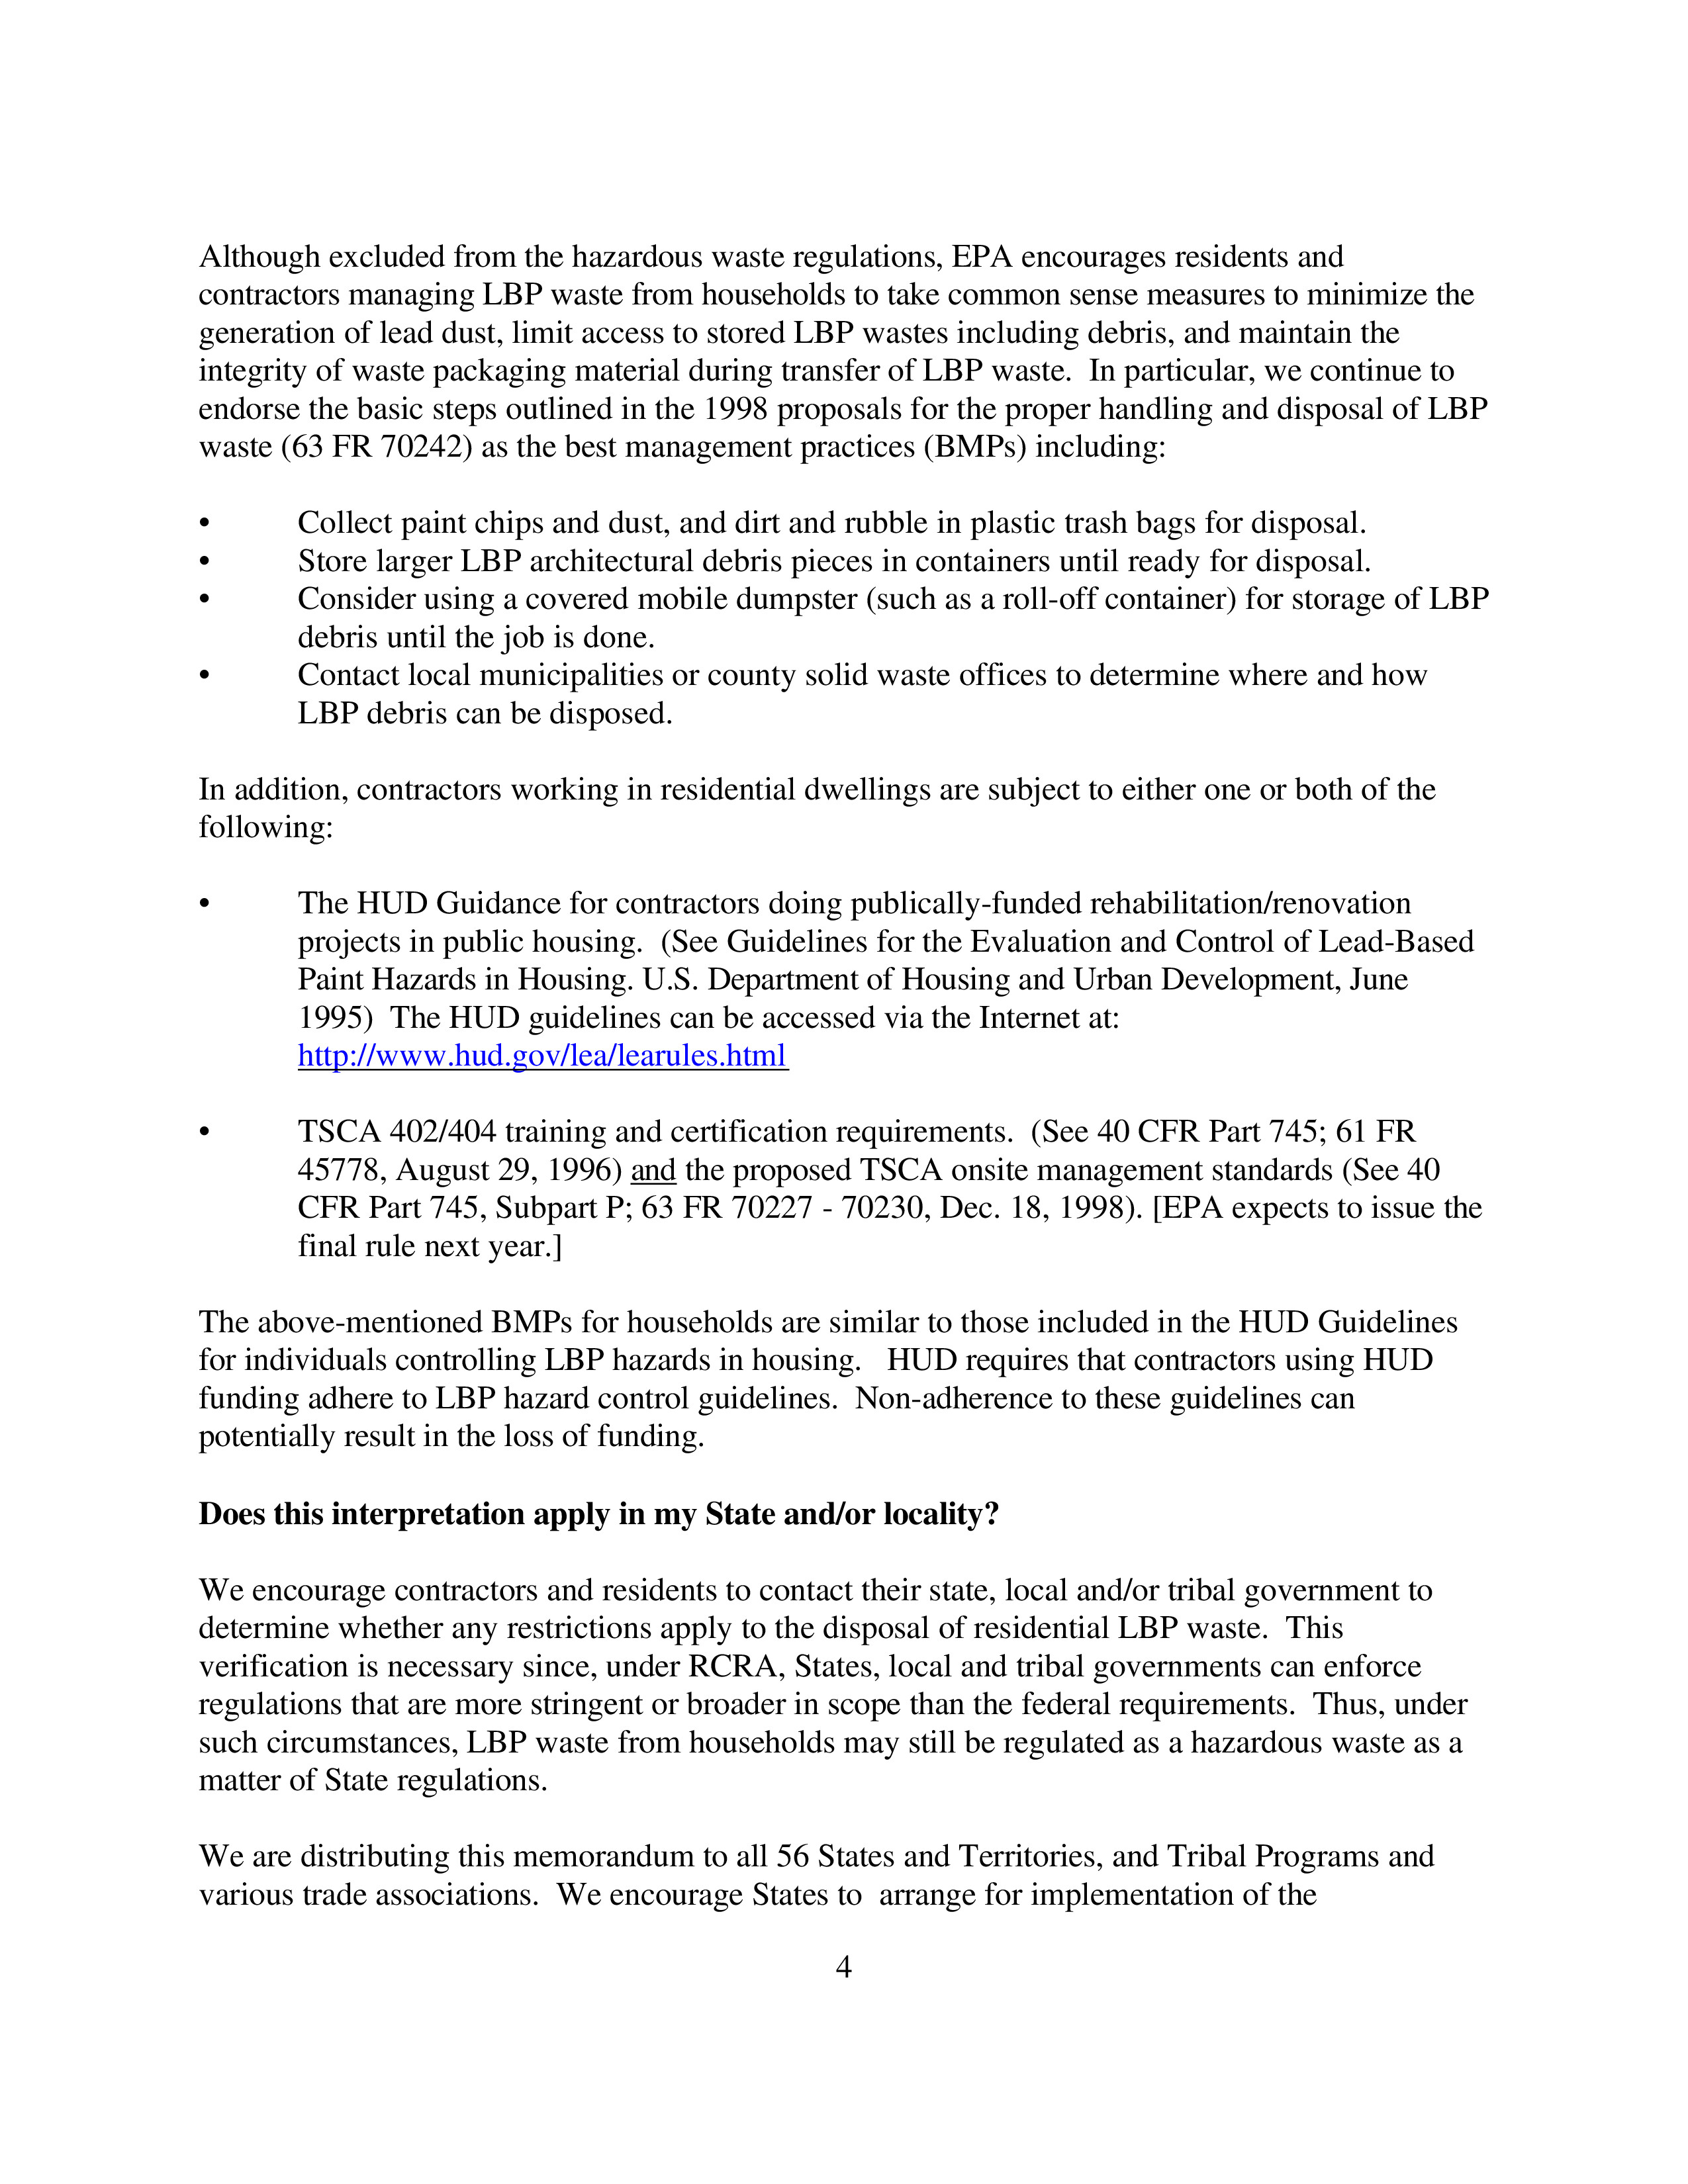 Although excluded from the hazardous waste regulations, EPA encourages residents and
contractors managing LBP waste from households to take common sense measures to minimize the
generation of lead dust, limit access to stored LBP wastes including debris, and maintain the
integrity of waste packaging material during transfer of LBP waste.  In particular, we continue to
endorse the basic steps outlined in the 1998 proposals for the proper handling and disposal of LBP
waste (63 FR 70242) as the best management practices (BMPs) including:
• Collect paint chips and dust, and dirt and rubble in plastic trash bags for disposal.
• Store larger LBP architectural debris pieces in containers until ready for disposal.
• Consider using a covered mobile dumpster (such as a roll-off container) for storage of LBP
debris until the job is done.
• Contact local municipalities or county solid waste offices to determine where and how
LBP debris can be disposed.
In addition, contractors working in residential dwellings are subject to either one or both of the
following:
• The HUD Guidance for contractors doing publically-funded rehabilitation/renovation
projects in public housing.  (See Guidelines for the Evaluation and Control of Lead-Based
Paint Hazards in Housing. U.S. Department of Housing and Urban Development, June
1995)  The HUD guidelines can be accessed via the Internet at:
http://www.hud.gov/lea/learules.html
• TSCA 402/404 training and certification requirements.  (See 40 CFR Part 745; 61 FR
45778, August 29, 1996) and the proposed TSCA onsite management standards (See 40
CFR Part 745, Subpart P; 63 FR 70227 - 70230, Dec. 18, 1998). [EPA expects to issue the
final rule next year.]
The above-mentioned BMPs for households are similar to those included in the HUD Guidelines
for individuals controlling LBP hazards in housing.   HUD requires that contractors using HUD
funding adhere to LBP hazard control guidelines.  Non-adherence to these guidelines can
potentially result in the loss of funding.
Does this interpretation apply in my State and/or locality?
We encourage contractors and residents to contact their state, local and/or tribal government to
determine whether any restrictions apply to the disposal of residential LBP waste.  This
verification is necessary since, under RCRA, States, local and tribal governments can enforce
regulations that are more stringent or broader in scope than the federal requirements.  Thus, under
such circumstances, LBP waste from households may still be regulated as a hazardous waste as a
matter of State regulations.
We are distributing this memorandum to all 56 States and Territories, and Tribal Programs and
various trade associations.  We encourage States to  arrange for implementation of the
4